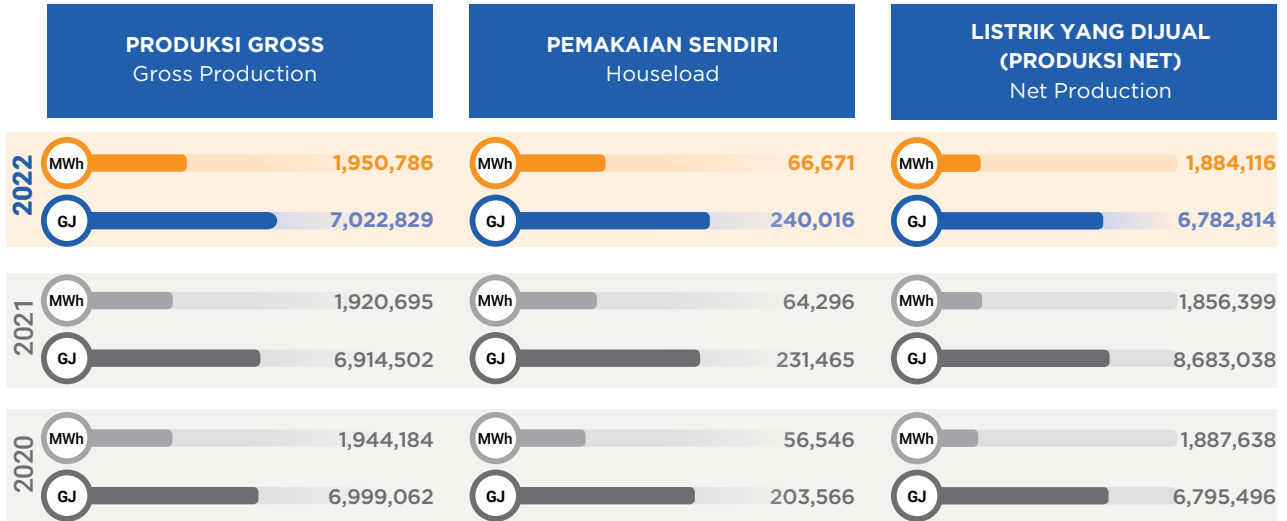 PRODUKSI GROSS
Gross Production
PEMAKAIAN SENDIRI
Houseload
LISTRIK YANG DIJUAL
(PRODUKSI NET)
Net Production
2022
MWh 1,950,786 MWh 66,671 MWh 1,884,116
GJ 7,022,829 GJ 240,016 GJ 6,782,814
2021
MWh 1,920,695 MWh 64,296 MWh 1,856,399
GJ 6,914,502 GJ 231,465 GJ 8,683,038
2020
MWh 1,944,184 MWh 56,546 MWh 1,887,638
GJ 6,999,062 GJ 203,566 GJ 6,795,496